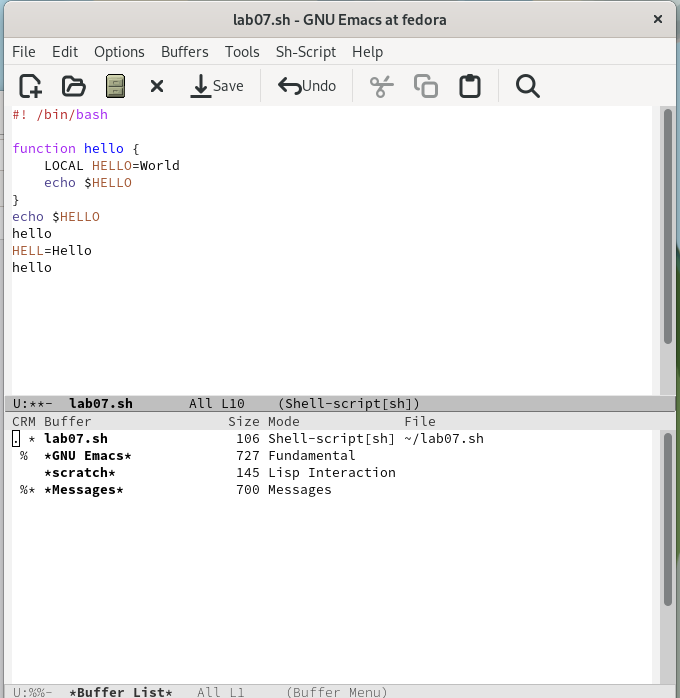 lab07.sh - GNU Emacs at fedora
File Edit Options Buffers Tools Sh-Script Help
Save Undo
#! /bin/bash
function hello {
    LOCAL HELLO=World
    echo $HELLO
}
echo $HELLO
hello
HELL=Hello
hello
U:**-  lab07.sh       All L10    (Shell-script[sh])
CRM Buffer                 Size Mode             File
. * lab07.sh                106 Shell-script[sh] ~/lab07.sh
 %  *GNU Emacs*             727 Fundamental
    *scratch*               145 Lisp Interaction
 %* *Messages*              700 Messages
U:%%-  *Buffer List*   All L1     (Buffer Menu)